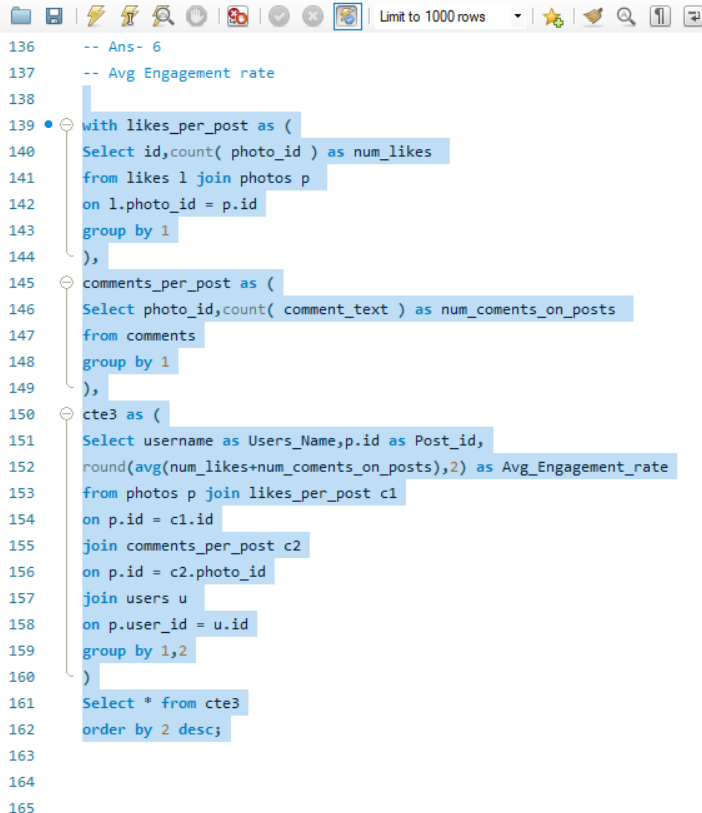 Limit to 1000 rows
136 -- Ans- 6
137 -- Avg Engagement rate
138
139 with likes_per_post as (
140 Select id,count( photo_id ) as num_likes
141 from likes l join photos p
142 on l.photo_id = p.id
143 group by 1
144 ),
145 comments_per_post as (
146 Select photo_id,count( comment_text ) as num_coments_on_posts
147 from comments
148 group by 1
149 ),
150 cte3 as (
151 Select username as Users_Name,p.id as Post_id,
152 round(avg(num_likes+num_coments_on_posts),2) as Avg_Engagement_rate
153 from photos p join likes_per_post c1
154 on p.id = c1.id
155 join comments_per_post c2
156 on p.id = c2.photo_id
157 join users u
158 on p.user_id = u.id
159 group by 1,2
160 )
161 Select * from cte3
162 order by 2 desc;
163
164
165